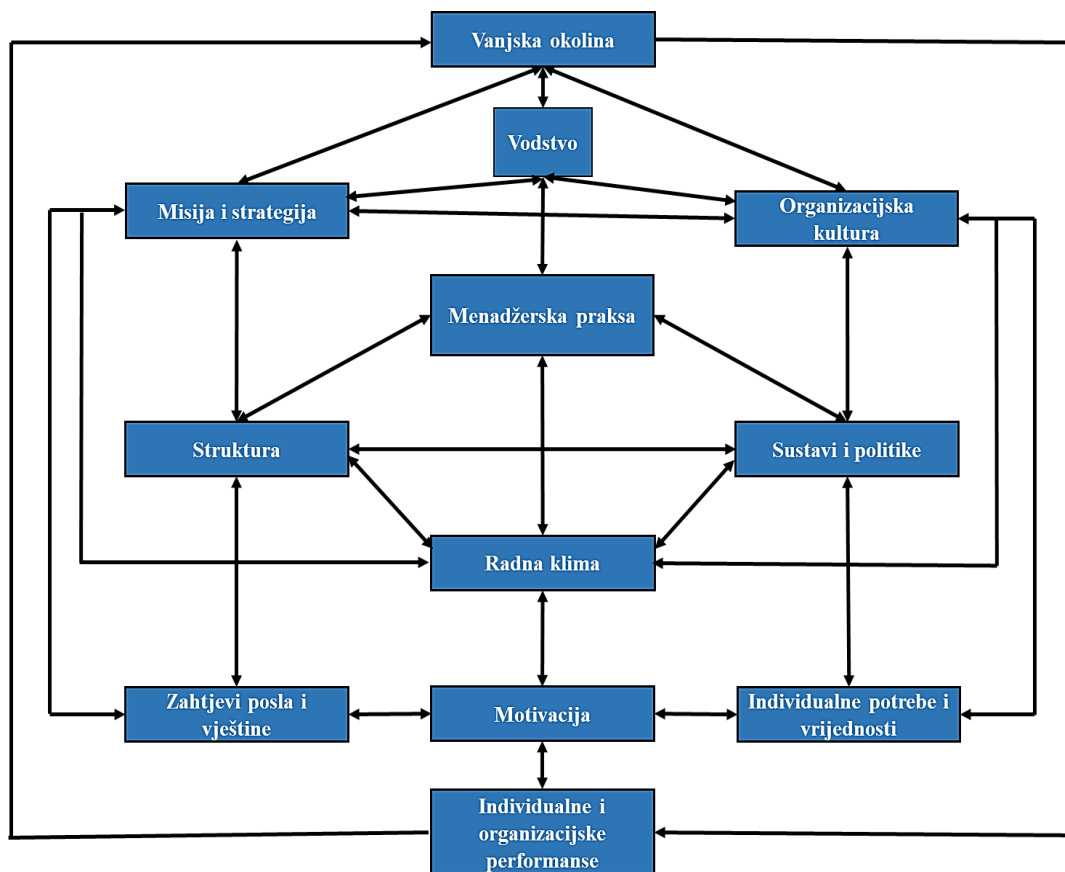 Vanjska okolina
Vodstvo
Misija i strategija
Organizacijska
kultura
Menadžerska praksa
Struktura
Sustavi i politike
Radna klima
Zahtjevi posla i
vještine
Motivacija
Individualne potrebe i
vrijednosti
Individualne i
organizacijske
performanse